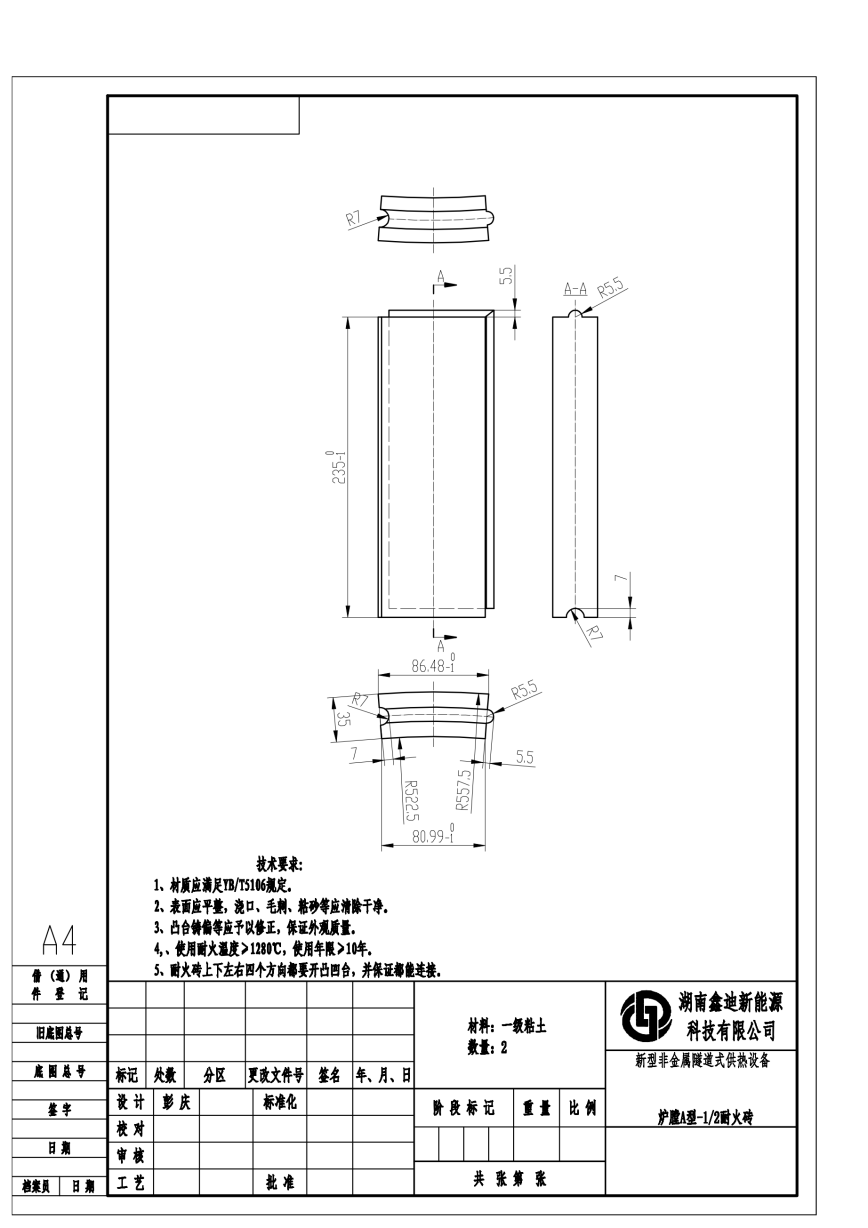 R7
A
5.5
A-A
R5.5
235-1 0
7
R7
A
86.48-1 0
R7
R5.5
35
7
5.5
R522.5
R557.5
80.99-1 0
技术要求:
1、材质应满足YB/T5106规定。
2、表面应平整，浇口、毛刺、粘砂等应清除干净。
3、凸台铸偏等应予以修正，保证外观质量。
4,、使用耐火温度>1280℃，使用年限>10年。
5、耐火砖上下左右四个方向都要开凸凹台，并保证都能连接。
A4
借（通）用
件 登 记
旧底图总号
底 图 总 号
签 字
日 期
档案员 日 期
标记 处数 分区 更改文件号 签名 年、月、日
设 计 彭 庆 标准化
校 对
审 核
工 艺 批 准
材料：一级粘土
数量：2
阶 段 标 记 重 量 比 例
共 张 第 张
湖南鑫迪新能源
科技有限公司
新型非金属隧道式供热设备
炉膛A型-1/2耐火砖